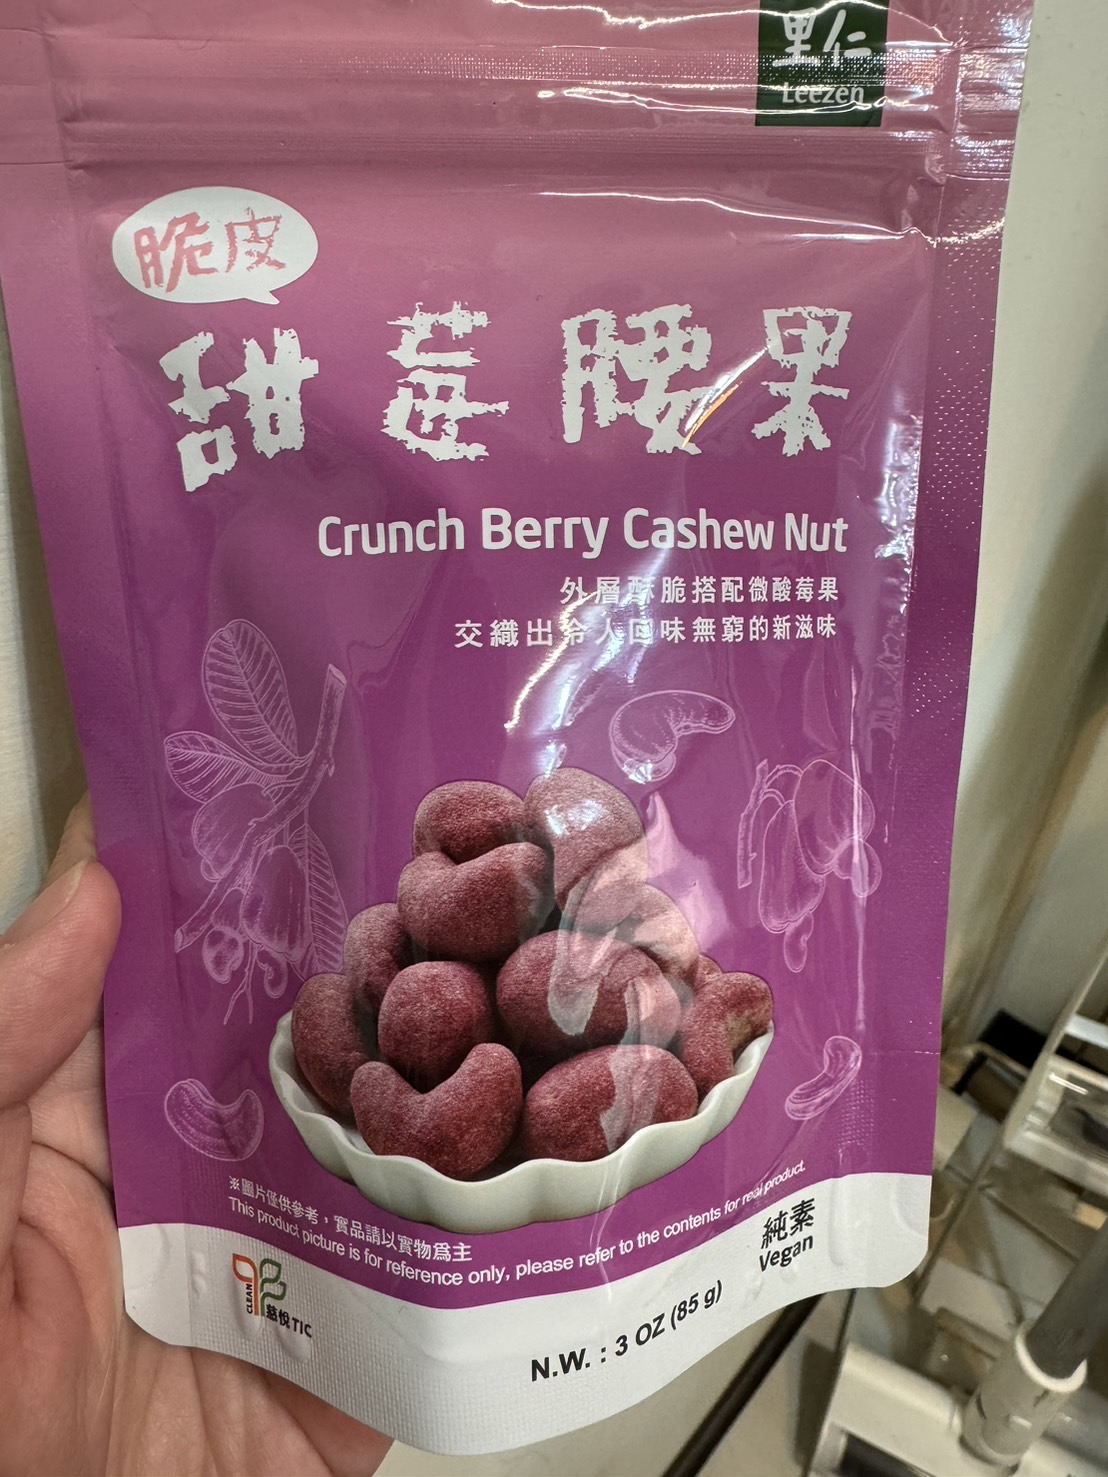 里仁
Leezen
脆皮
甜莓腰果
Crunch Berry Cashew Nut
外層酥脆搭配微酸莓果
交織出令人回味無窮的新滋味
※圖片僅供參考，實品請以實物為主
This product picture is for reference only, please refer to the contents for real product.
純素
Vegan
CLEAN
慈悅TIC
N.W. : 3 OZ (85 g)